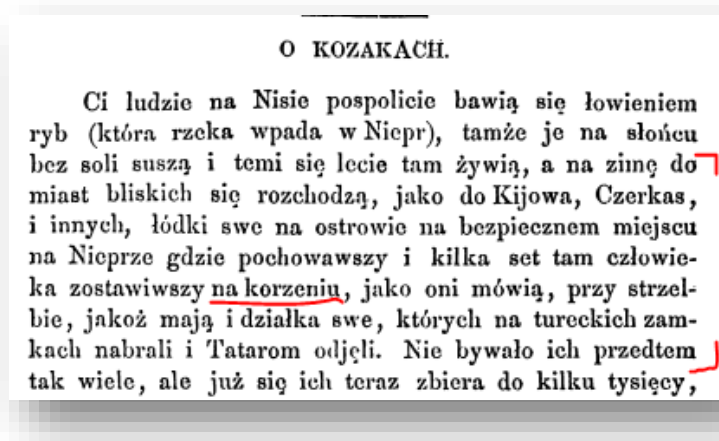 O KOZAKACH.
Ci ludzie na Nisie pospolicie bawią się łowieniem
ryb (która rzeka wpada w Niepr), tamże je na słońcu
bez soli suszą i temi się lecie tam żywią, a na zimę do
miast bliskich się rozchodzą, jako do Kijowa, Czerkas,
i innych, łódki swe na ostrowie na bezpiecznem miejscu
na Nieprze gdzie pochowawszy i kilka set tam człowie-
ka zostawiwszy na korzeniu, jako oni mówią, przy strzel-
bie, jakoż mają i działka swe, których na tureckich zam-
kach nabrali i Tatarom odjęli. Nie bywało ich przedtem
tak wiele, ale już się ich teraz zbiera do kilku tysięcy,